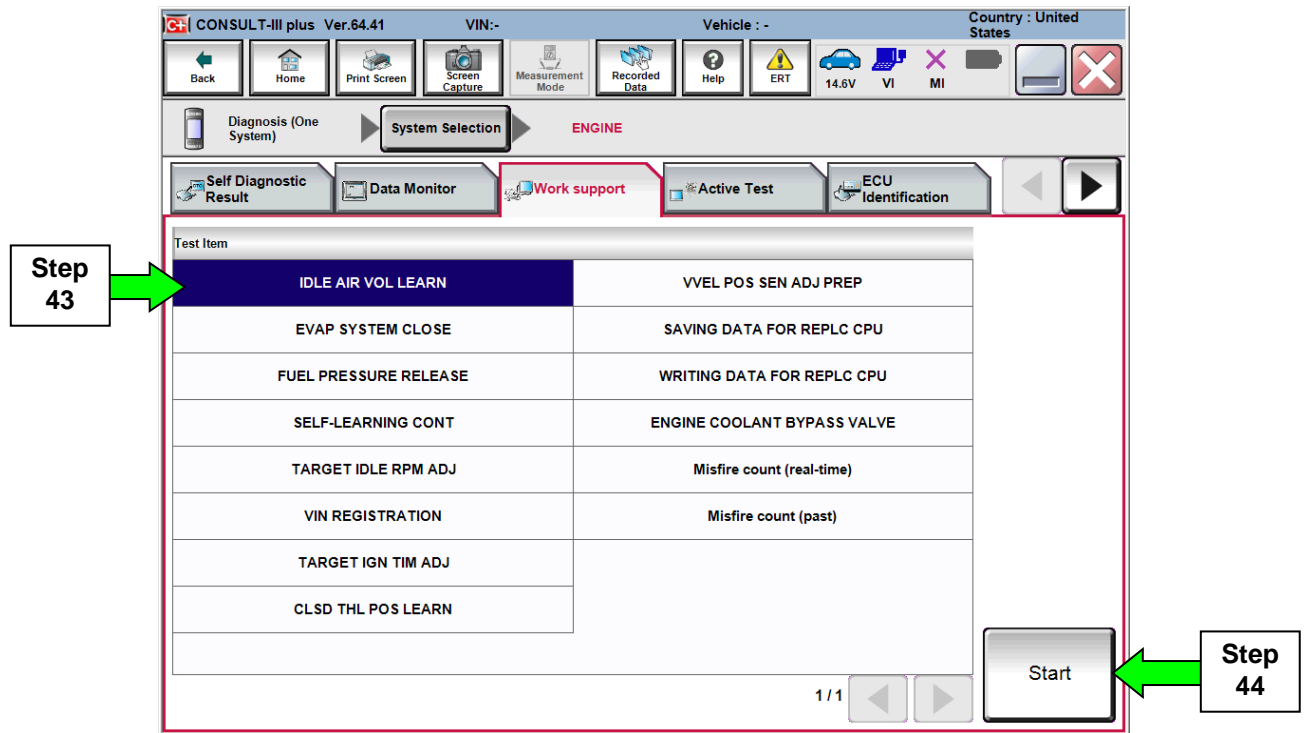 C+ CONSULT-III plus Ver.64.41 VIN:- Vehicle : - Country : United
States
Back Home Print Screen Screen
Capture Measurement
Mode Recorded
Data Help ERT 14.6V VI MI
Diagnosis (One
System) System Selection ENGINE
Self Diagnostic
Result Data Monitor Work support Active Test ECU
Identification
Test Item
Step
43
IDLE AIR VOL LEARN VVEL POS SEN ADJ PREP
EVAP SYSTEM CLOSE SAVING DATA FOR REPLC CPU
FUEL PRESSURE RELEASE WRITING DATA FOR REPLC CPU
SELF-LEARNING CONT ENGINE COOLANT BYPASS VALVE
TARGET IDLE RPM ADJ Misfire count (real-time)
VIN REGISTRATION Misfire count (past)
TARGET IGN TIM ADJ
CLSD THL POS LEARN
Start
Step
44
1/1